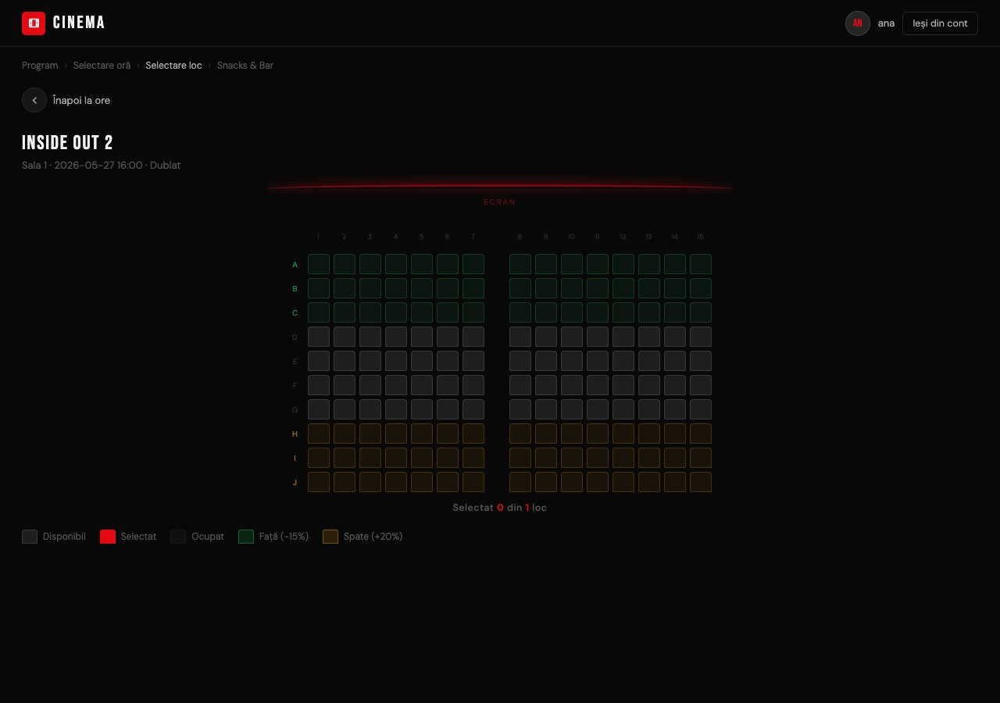 CINEMA
AN ana Ieși din cont
Program › Selectare oră › Selectare loc › Snacks & Bar
Înapoi la ore
INSIDE OUT 2
Sala 1 · 2026-05-27 16:00 · Dublat
ECRAN
1 2 3 4 5 6 7 8 9 10 11 12 13 14 15
A
B
C
D
E
F
G
H
I
J
Selectat 0 din 1 loc
Disponibil Selectat Ocupat Față (-15%) Spate (+20%)